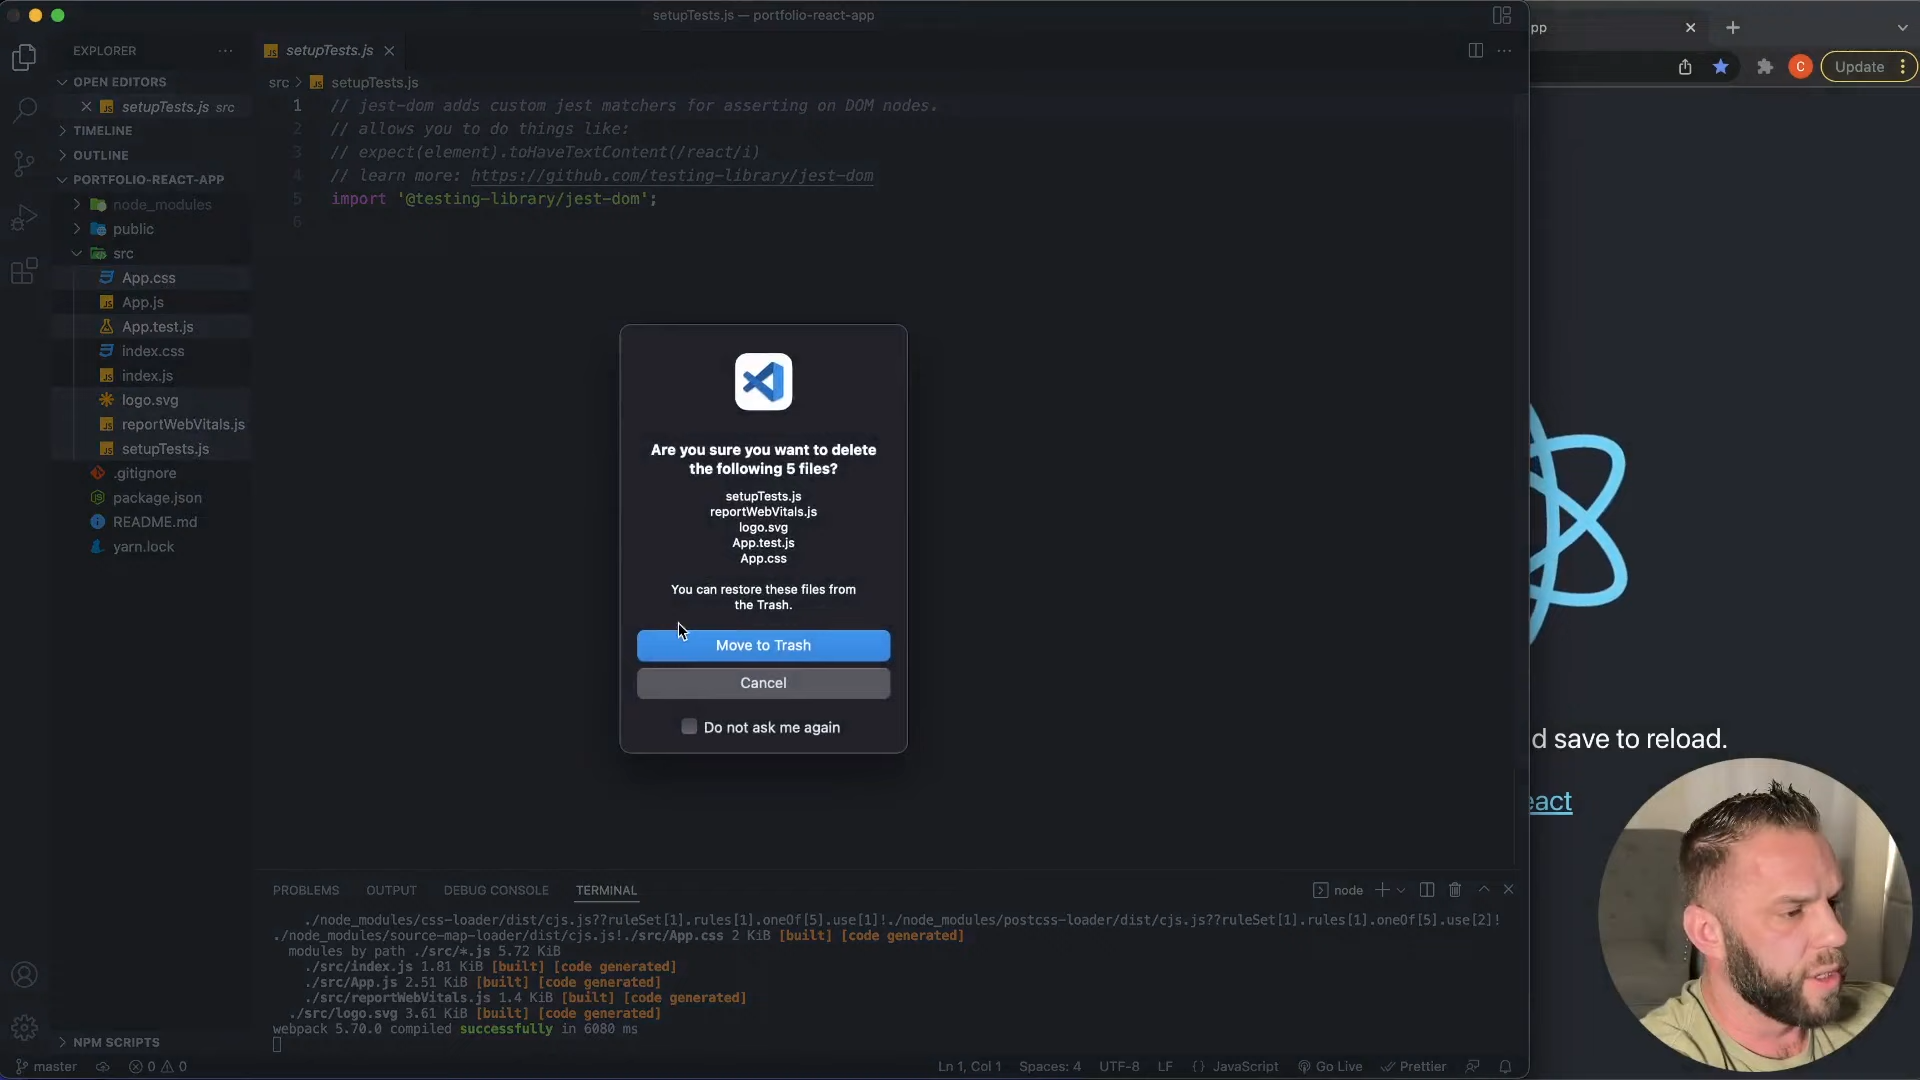 setupTests.js — portfolio-react-app
pp
EXPLORER
setupTests.js
C
Update
OPEN EDITORS
src
setupTests.js
setupTests.js src
1 // jest-dom adds custom jest matchers for asserting on DOM nodes.
TIMELINE
2 // allows you to do things like:
OUTLINE
3 // expect(element).toHaveTextContent(/react/i)
PORTFOLIO-REACT-APP
4 // learn more: https://github.com/testing-library/jest-dom
node_modules
5 import '@testing-library/jest-dom';
public
6
src
App.css
App.js
App.test.js
index.css
index.js
logo.svg
reportWebVitals.js
setupTests.js
.gitignore
package.json
README.md
yarn.lock
Are you sure you want to delete
the following 5 files?
setupTests.js
reportWebVitals.js
logo.svg
App.test.js
App.css
You can restore these files from
the Trash.
Move to Trash
Cancel
Do not ask me again
d save to reload.
eact
PROBLEMS
OUTPUT
DEBUG CONSOLE
TERMINAL
node
./node_modules/css-loader/dist/cjs.js??ruleSet[1].rules[1].oneOf[5].use[1]!./node_modules/postcss-loader/dist/cjs.js??ruleSet[1].rules[1].oneOf[5].use[2]!
./node_modules/source-map-loader/dist/cjs.js!./src/App.css 2 KiB [built] [code generated]
modules by path ./src/*.js 5.72 KiB
./src/index.js 1.81 KiB [built] [code generated]
./src/App.js 2.51 KiB [built] [code generated]
./src/reportWebVitals.js 1.4 KiB [built] [code generated]
./src/logo.svg 3.61 KiB [built] [code generated]
webpack 5.70.0 compiled successfully in 6080 ms
NPM SCRIPTS
master
0
0
Ln 1, Col 1
Spaces: 4
UTF-8
LF
{ } JavaScript
Go Live
Prettier